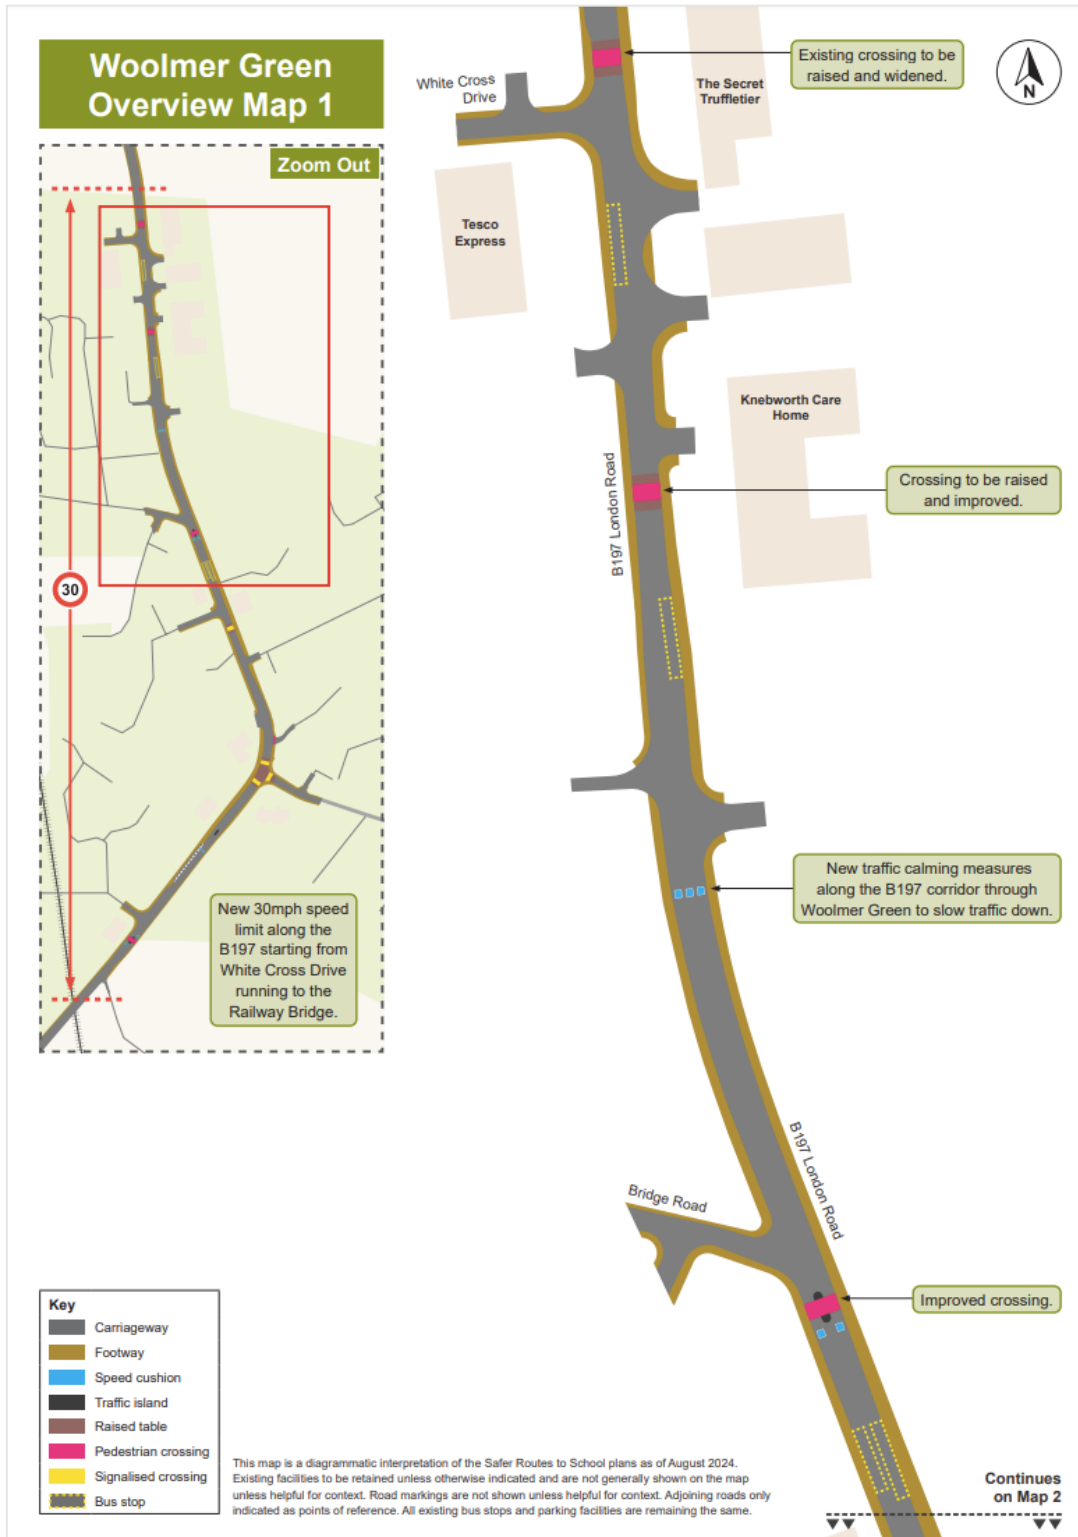 Woolmer Green
Overview Map 1
Zoom Out
30
New 30mph speed
limit along the
B197 starting from
White Cross Drive
running to the
Railway Bridge.
White Cross
Drive
The Secret
Truffletier
Existing crossing to be
raised and widened.
N
Tesco
Express
Knebworth Care
Home
B197 London Road
Crossing to be raised
and improved.
New traffic calming measures
along the B197 corridor through
Woolmer Green to slow traffic down.
B197 London Road
Bridge Road
Improved crossing.
Key
Carriageway
Footway
Speed cushion
Traffic island
Raised table
Pedestrian crossing
Signalised crossing
Bus stop
This map is a diagrammatic interpretation of the Safer Routes to School plans as of August 2024.
Existing facilities to be retained unless otherwise indicated and are not generally shown on the map
unless helpful for context. Road markings are not shown unless helpful for context. Adjoining roads only
indicated as points of reference. All existing bus stops and parking facilities are remaining the same.
Continues
on Map 2